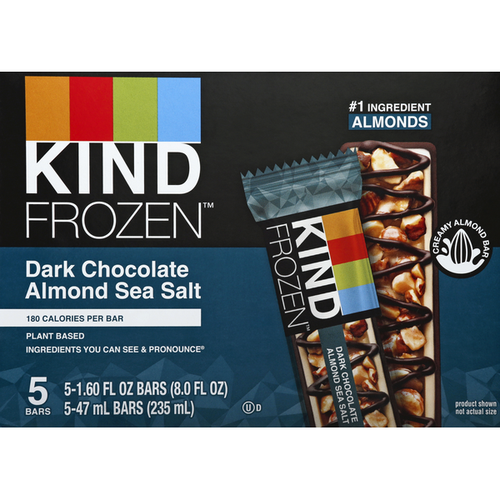 KIND
FROZEN™
Dark Chocolate
Almond Sea Salt
180 CALORIES PER BAR
PLANT BASED
INGREDIENTS YOU CAN SEE & PRONOUNCE®
5
BARS
5-1.60 FL OZ BARS (8.0 FL OZ)
5-47 mL BARS (235 mL)
#1 INGREDIENT
ALMONDS
CREAMY ALMOND BAR
KIND
FROZEN™
DARK CHOCOLATE
ALMOND SEA SALT
U D
product shown
not actual size